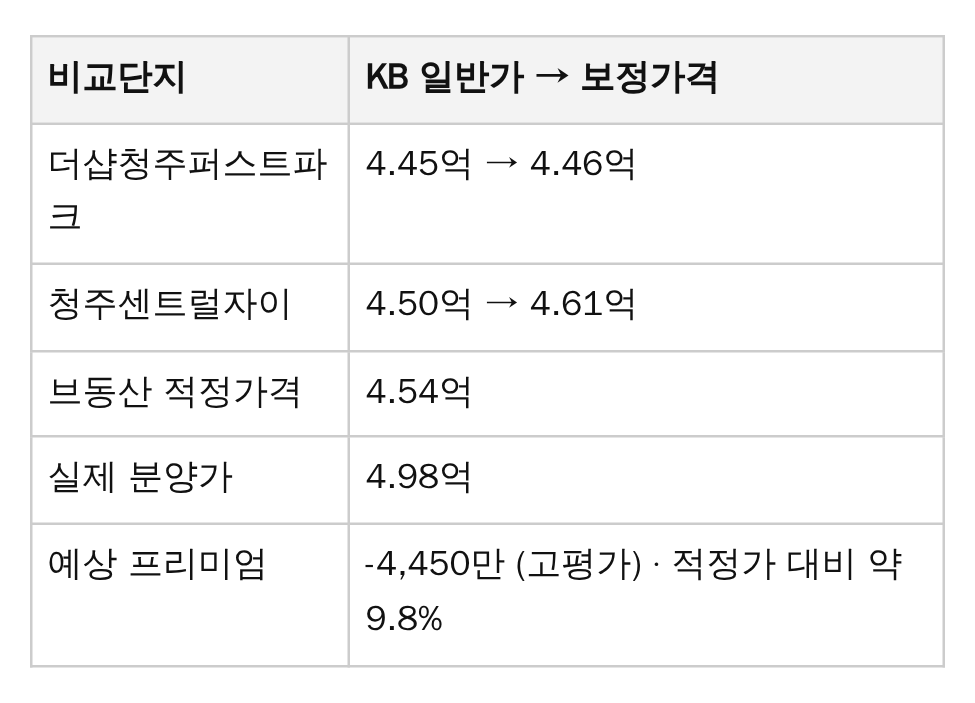 비교단지 KB 일반가 → 보정가격
더샵청주퍼스트파 4.45억 → 4.46억
크
청주센트럴자이 4.50억 → 4.61억
브동산 적정가격 4.54억
실제 분양가 4.98억
예상 프리미엄 -4,450만 (고평가) · 적정가 대비 약
9.8%